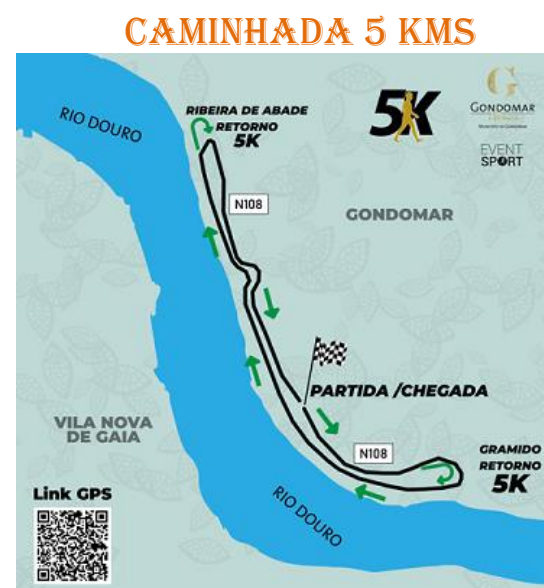 CAMINHADA 5 KMS
RIO DOURO
RIBEIRA DE ABADE
RETORNO
5K
5K
GONDOMAR
EVENT
SPORT
N108
GONDOMAR
PARTIDA /CHEGADA
VILA NOVA
DE GAIA
N108
GRAMIDO
RETORNO
5K
Link GPS
RIO DOURO